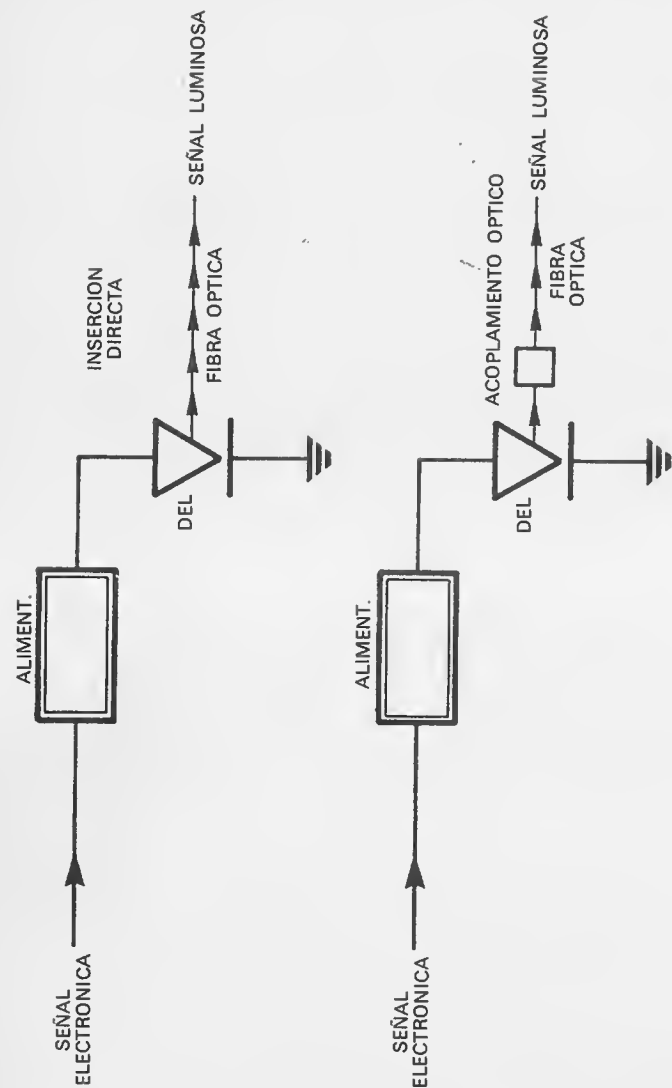 SEÑAL
ELECTRONICA
ALIMENT.
DEL
INSERCION
DIRECTA
FIBRA OPTICA
SEÑAL LUMINOSA
SEÑAL
ELECTRONICA
ALIMENT.
DEL
ACOPLAMIENTO OPTICO
FIBRA
OPTICA
SEÑAL LUMINOSA